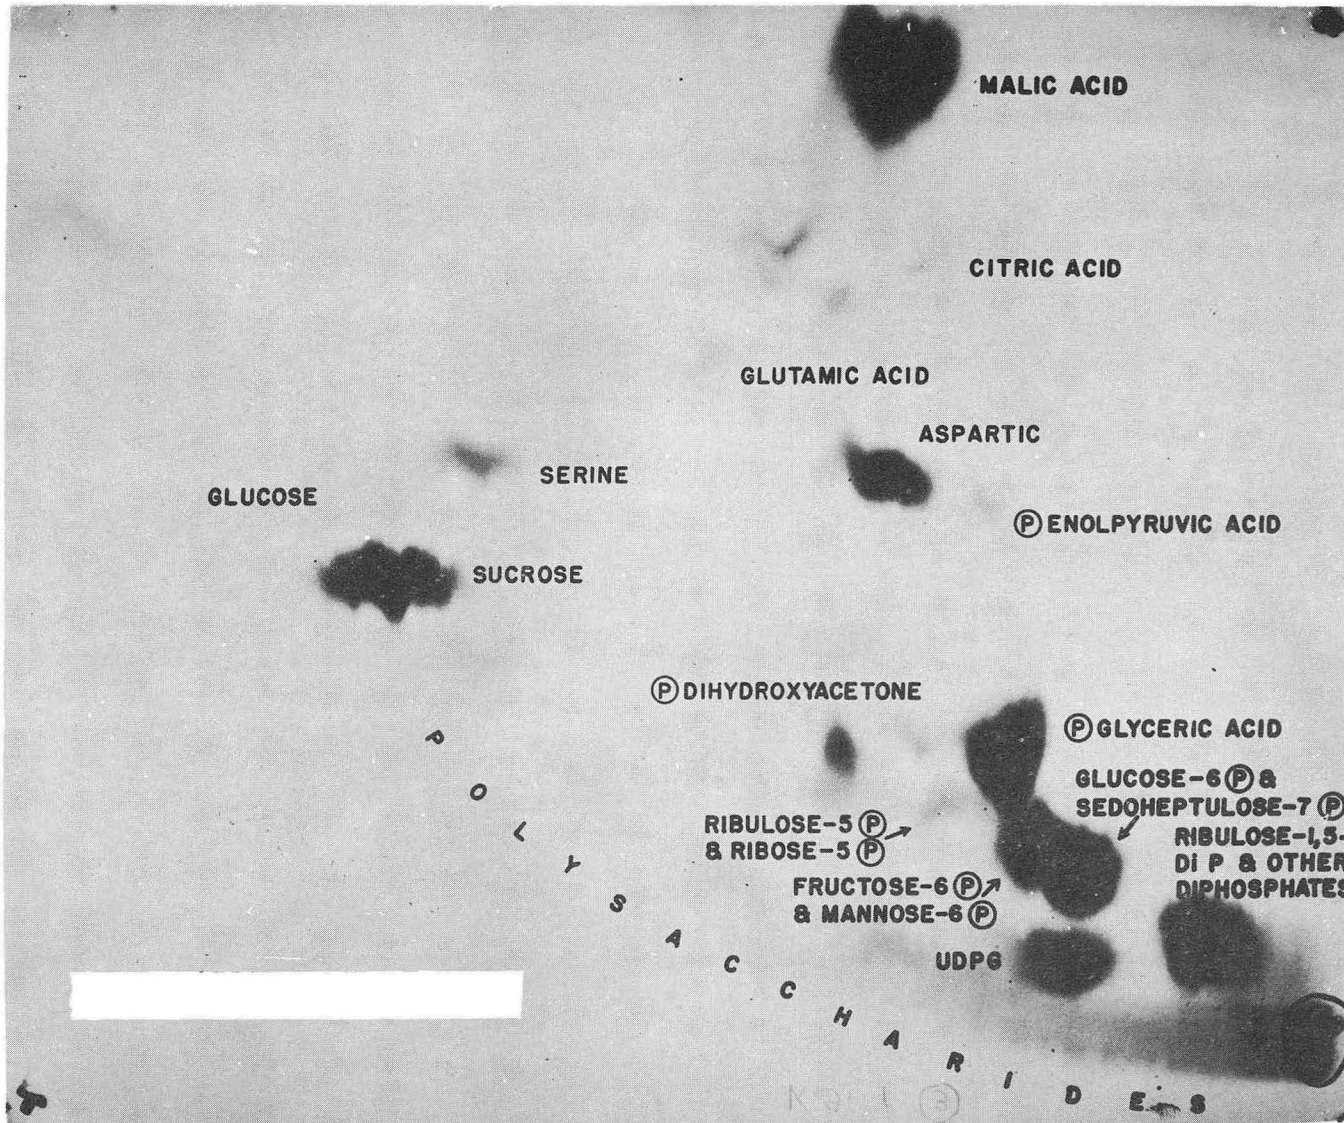 MALIC ACID
CITRIC ACID
GLUTAMIC ACID
ASPARTIC
SERINE
GLUCOSE
Ⓟ ENOLPYRUVIC ACID
SUCROSE
Ⓟ DIHYDROXYACETONE
Ⓟ GLYCERIC ACID
GLUCOSE-6 Ⓟ &
SEDOHEPTULOSE-7 Ⓟ
RIBULOSE-5 Ⓟ
& RIBOSE-5 Ⓟ
RIBULOSE-1,5-
Di P & OTHER
DIPHOSPHATES
FRUCTOSE-6 Ⓟ
& MANNOSE-6 Ⓟ
UDPG
POLYSACCHARIDES